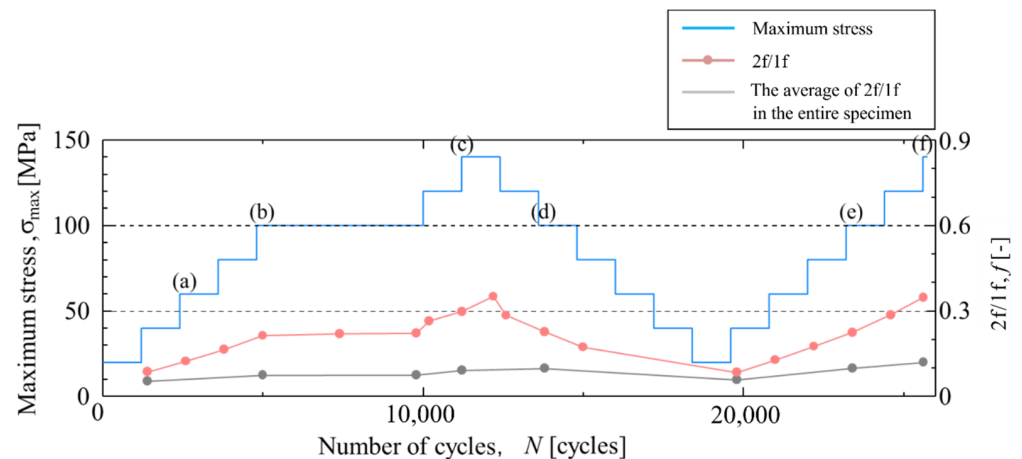 Maximum stress
2f/1f
The average of 2f/1f
in the entire specimen
150
100
50
0
Maximum stress ,σmax [MPa]
(a)
(b)
(c)
(d)
(e)
(f)
0.9
0.6
0.3
0
2f/1f, f [-]
0
10,000
20,000
Number of cycles, N [cycles]